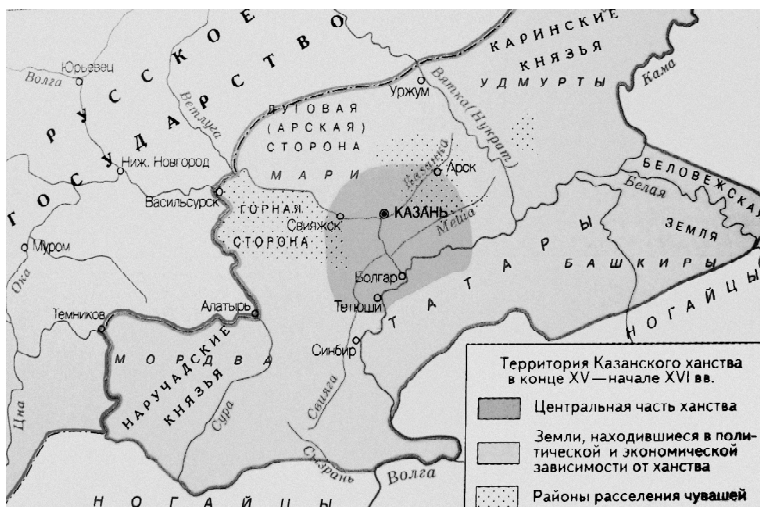 РУССКОЕ
ГОСУДАРСТВО
Юрьевец
Волга
Ветлуга
КАРИНСКИЕ
КНЯЗЬЯ
УДМУРТЫ
Кама
Уржум
Вятка(Нукрат)
ЛУГОВАЯ
(АРСКАЯ)
СТОРОНА
МАРИ
Ниж. Новгород
Васильсурск
Казанка
Арск
БЕЛОВЕЖСКАЯ
ЗЕМЛЯ
Белая
ГОРНАЯ
СТОРОНА
Свияжск
КАЗАНЬ
Меша
Муром
Ока
Болгар
ТАТАРЫ
БАШКИРЫ
НОГАЙЦЫ
Темников
Алатырь
Тетюши
Синбир
МОРДВА
НАРУЧАДСКИЕ
КНЯЗЬЯ
Цна
Сура
Свияга
Сызрань
Волга
НОГАЙЦЫ
Территория Казанского ханства
в конце XV—начале XVI вв.
Центральная часть ханства
Земли, находившиеся в поли-
тической и экономической
зависимости от ханства
Районы расселения чувашей